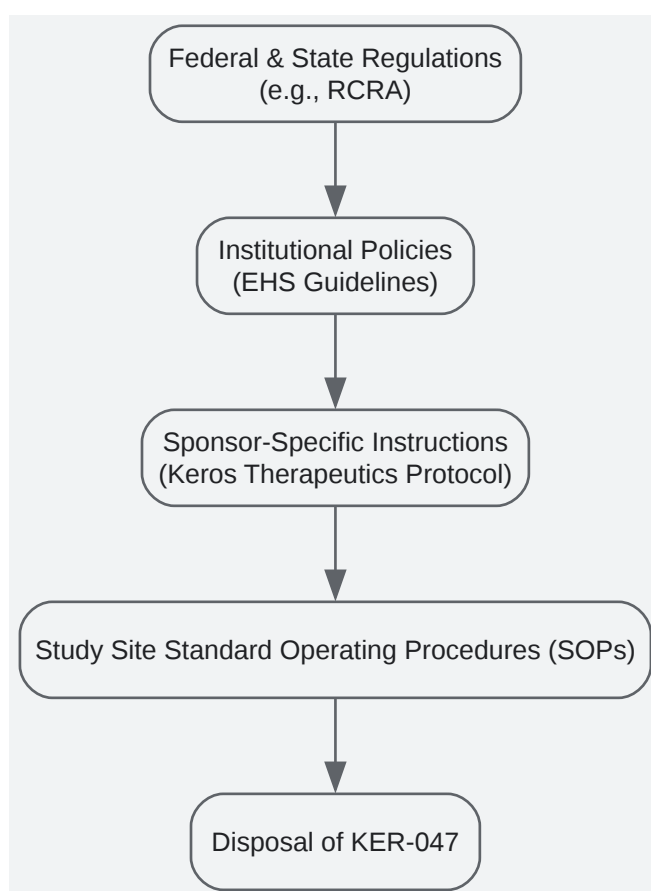 Federal & State Regulations
(e.g., RCRA)
Institutional Policies
(EHS Guidelines)
Sponsor-Specific Instructions
(Keros Therapeutics Protocol)
Study Site Standard Operating Procedures (SOPs)
Disposal of KER-047